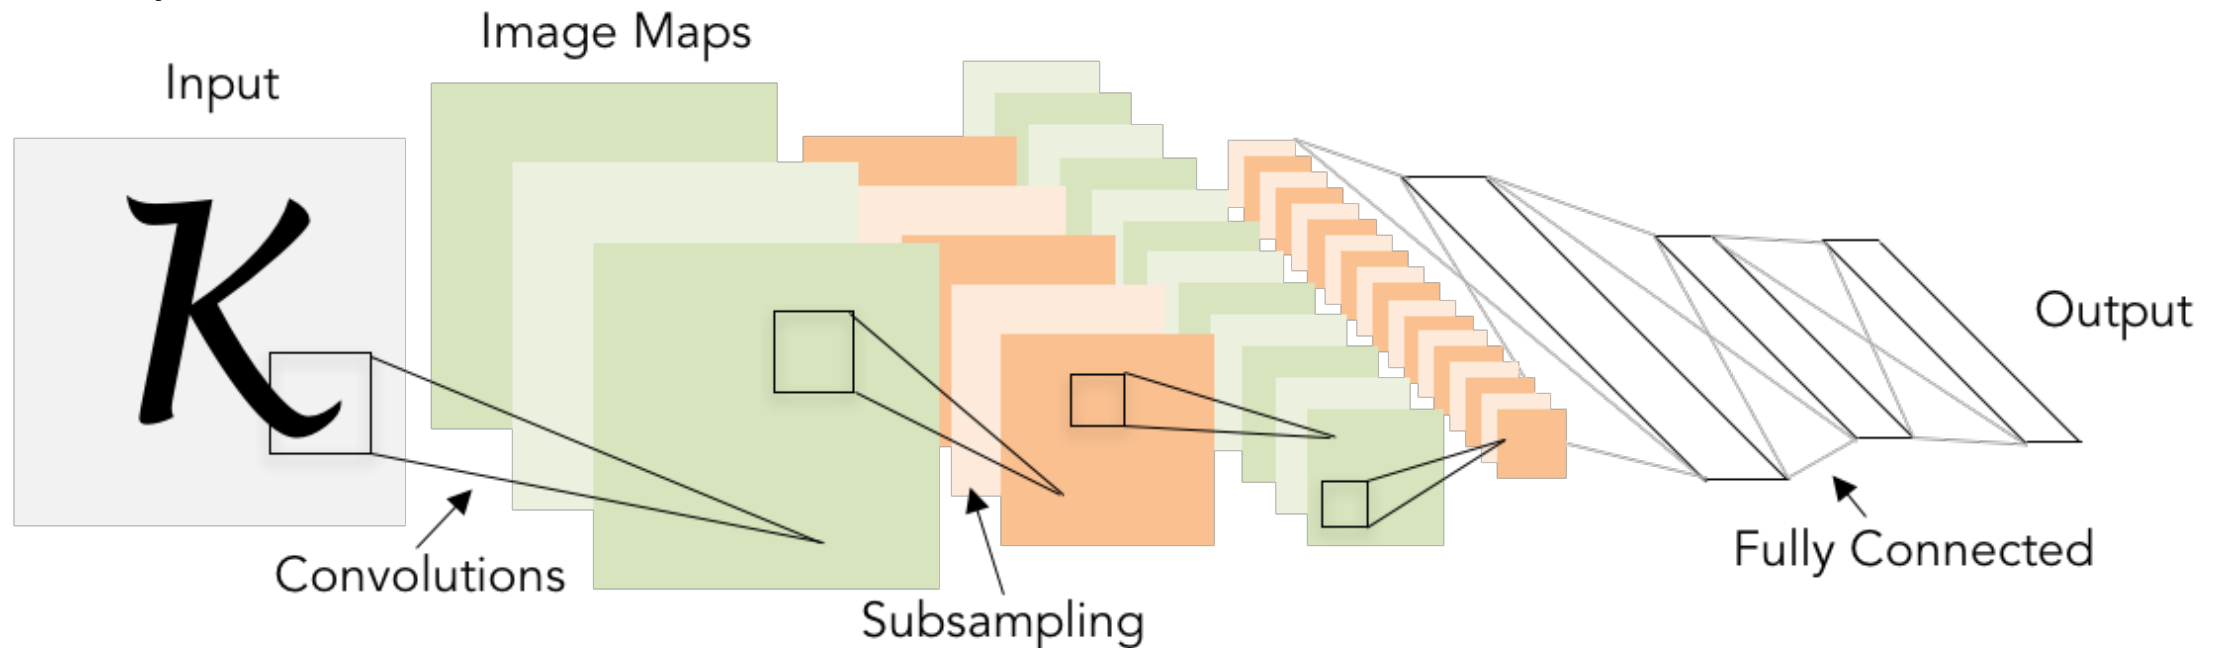 Image Maps
Input
K
Output
Convolutions
Fully Connected
Subsampling